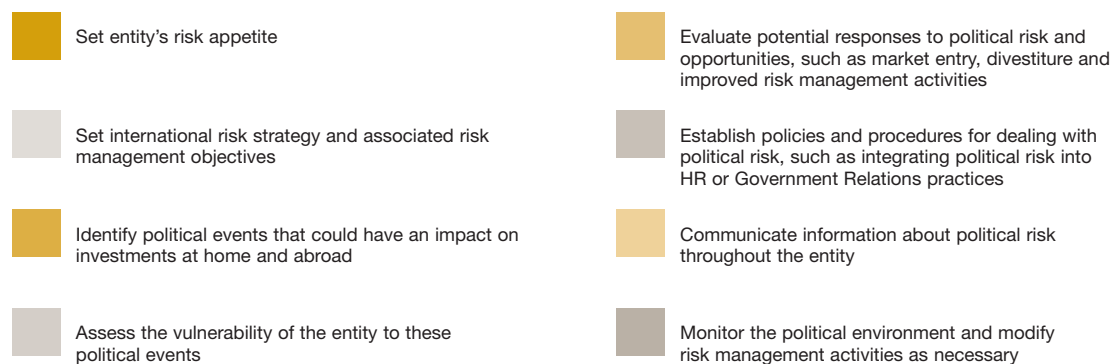 Set entity's risk appetite
Set international risk strategy and associated risk
management objectives
Identify political events that could have an impact on
investments at home and abroad
Assess the vulnerability of the entity to these
political events
Evaluate potential responses to political risk and
opportunities, such as market entry, divestiture and
improved risk management activities
Establish policies and procedures for dealing with
political risk, such as integrating political risk into
HR or Government Relations practices
Communicate information about political risk
throughout the entity
Monitor the political environment and modify
risk management activities as necessary